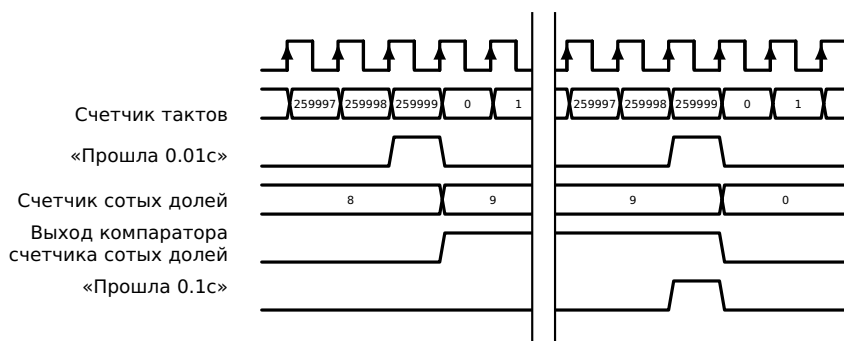 259997 259998 259999 0 1 259997 259998 259999 0 1
Счетчик тактов
«Прошла 0.01с»
Счетчик сотых долей
8 9 9 0
Выход компаратора
счетчика сотых долей
«Прошла 0.1с»